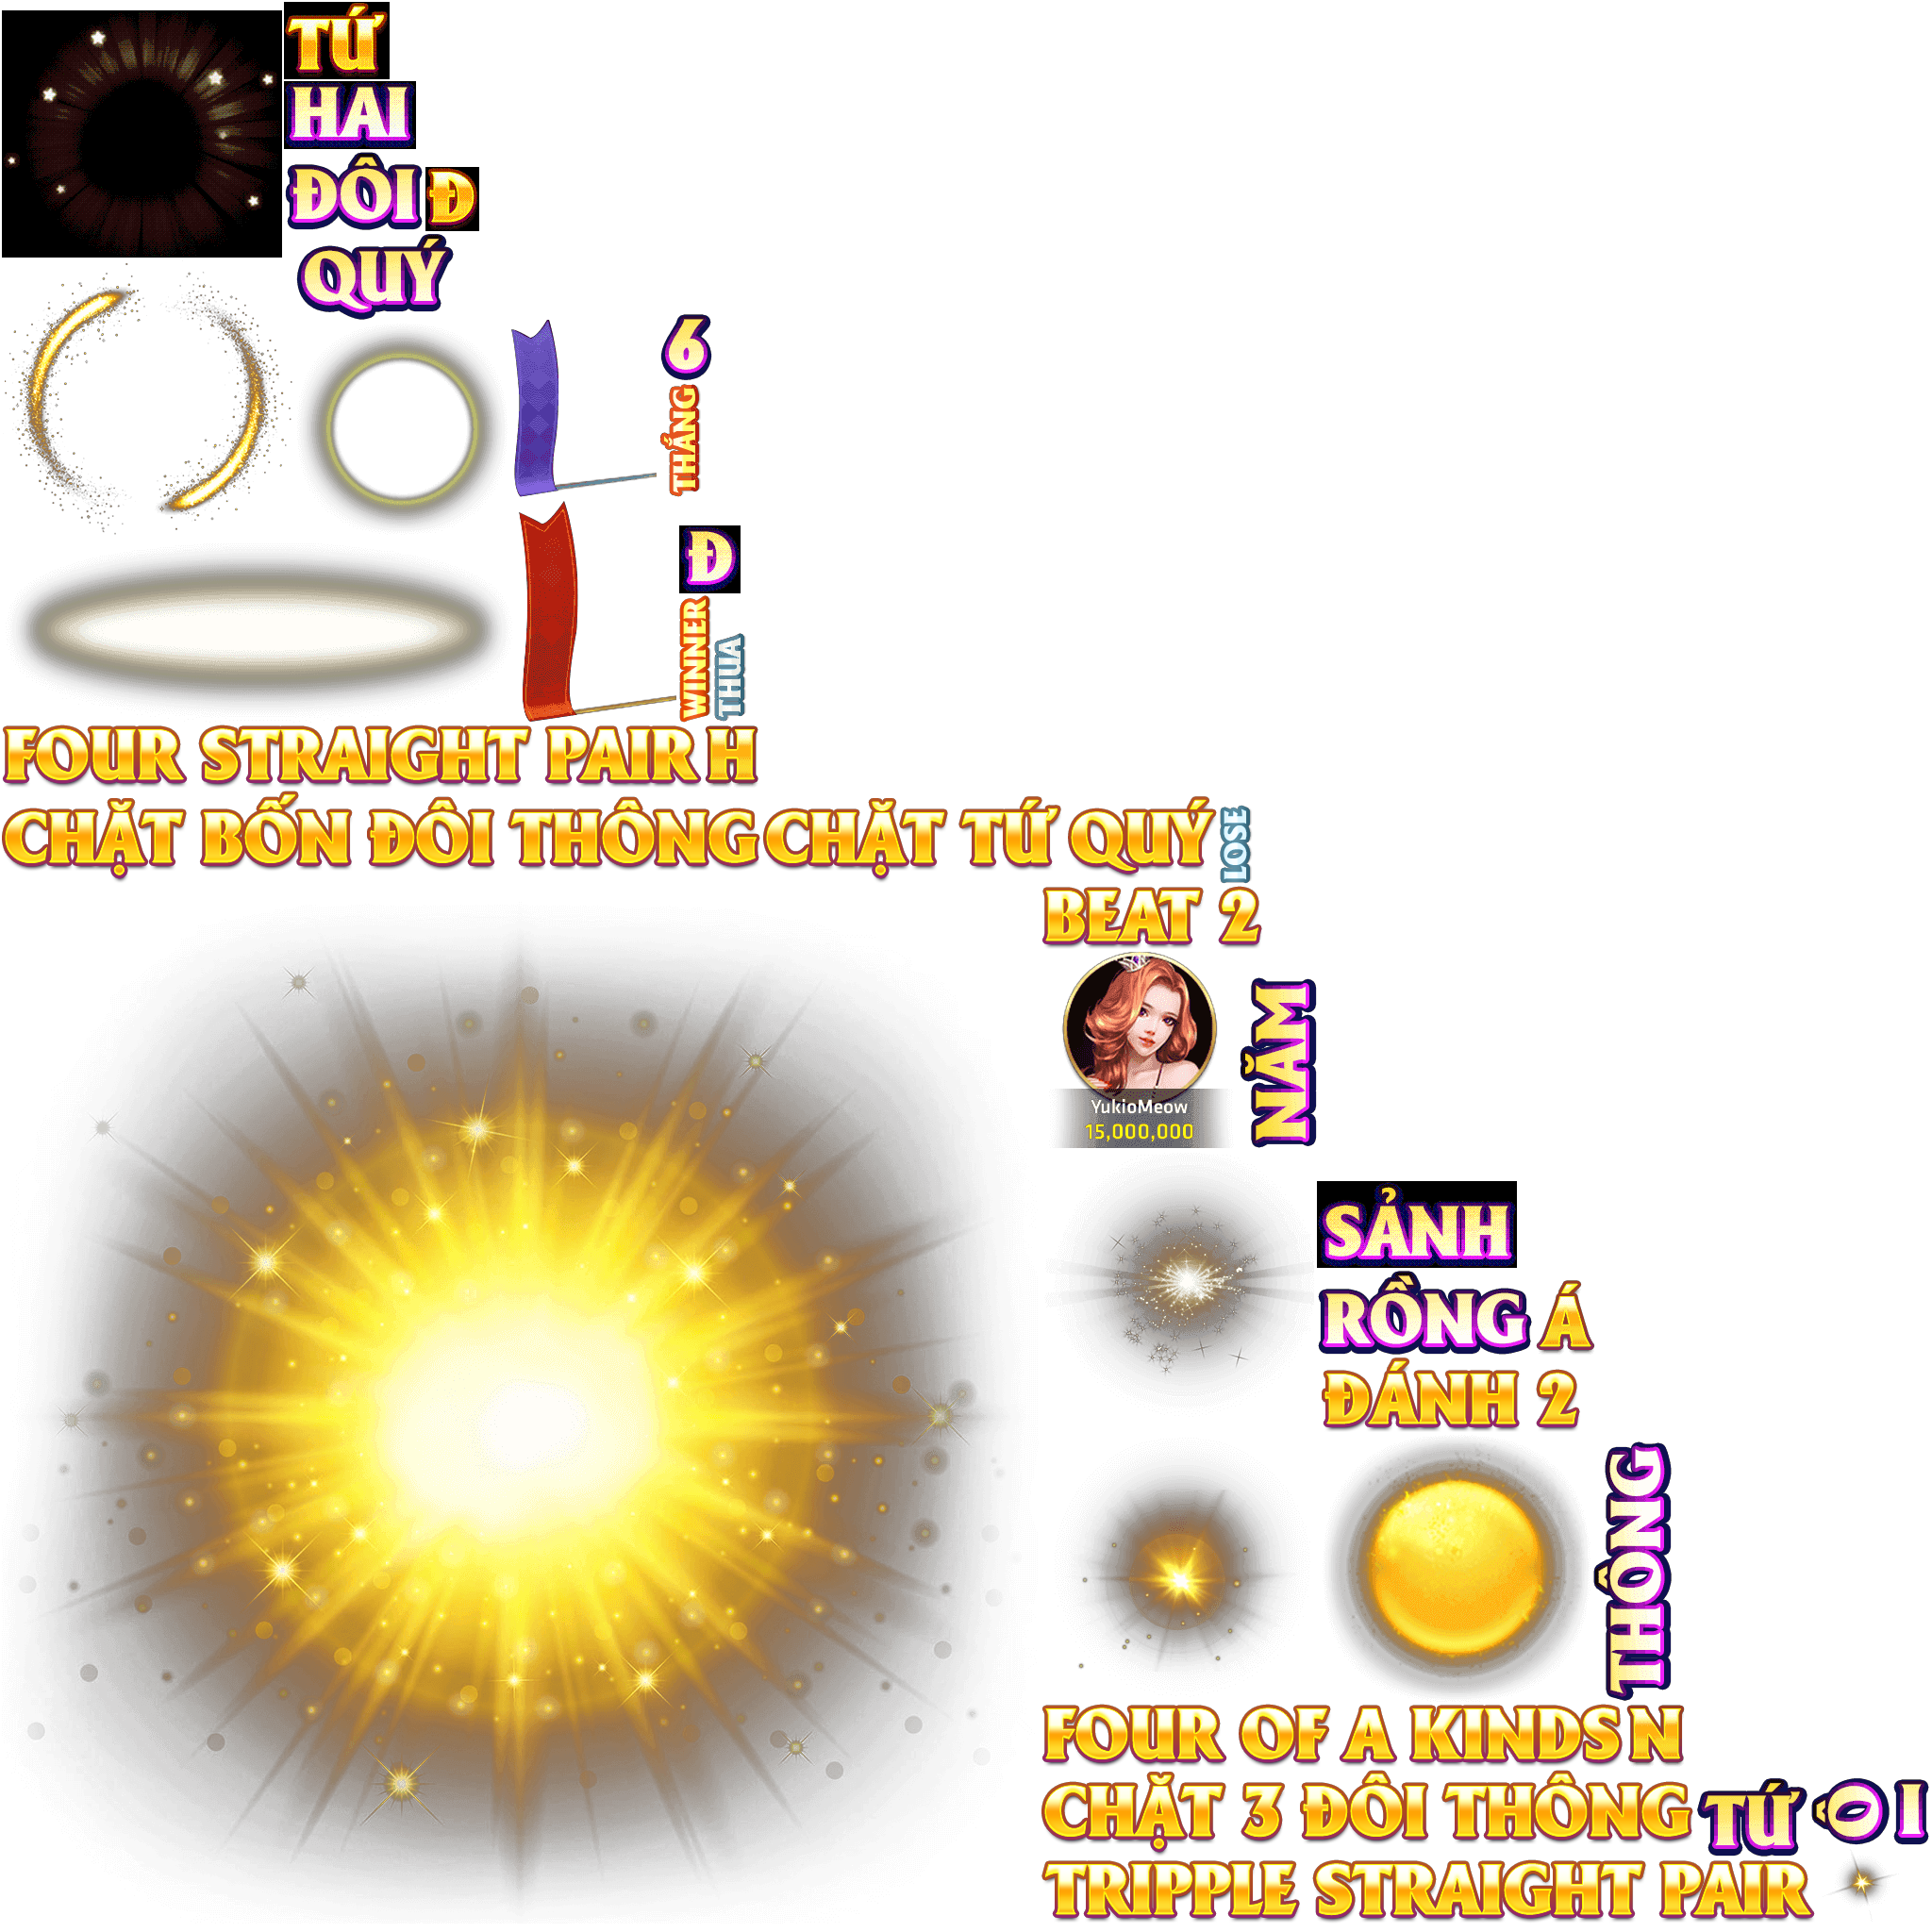 TỨ
HAI
ĐÔI Đ
QUÝ
6
THẮNG
Đ
WINNER
THUA
FOUR STRAIGHT PAIR H
CHẶT BỐN ĐÔI THÔNG CHẶT TỨ QUÝ
LOSE
BEAT 2
YukioMeow
15,000,000
NĂM
SẢNH
RỒNG Á
ĐÁNH 2
THÔNG
FOUR OF A KINDS N
CHẶT 3 ĐÔI THÔNG TỨ Ô I
TRIPPLE STRAIGHT PAIR